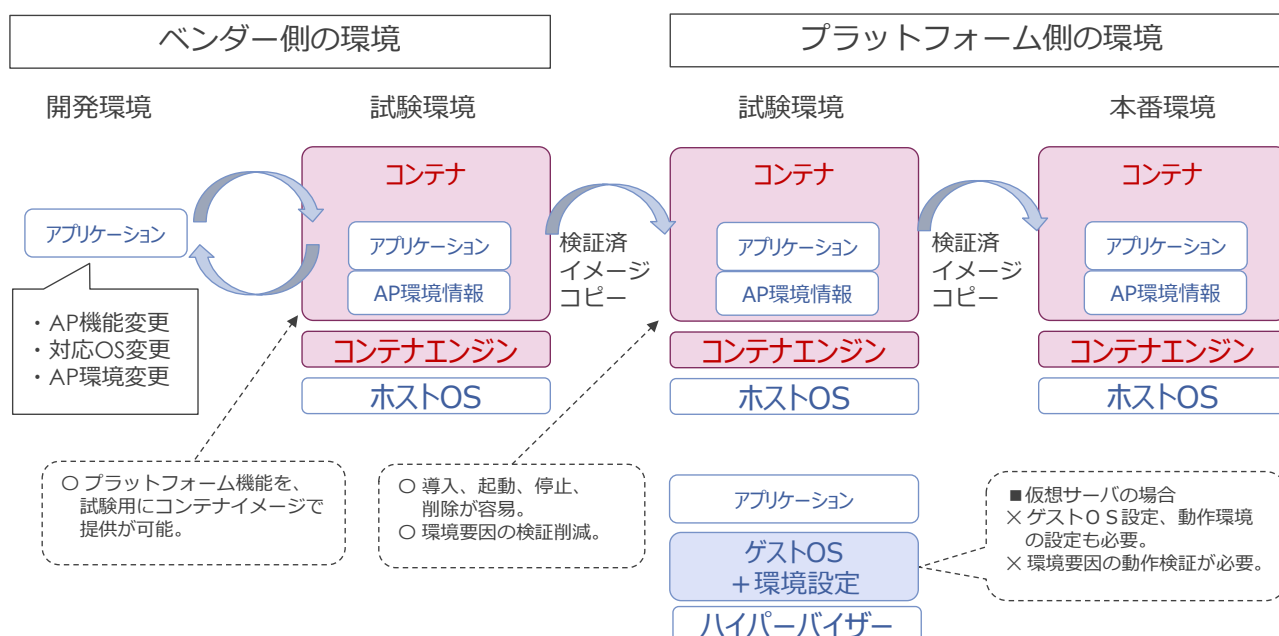 ベンダー側の環境
プラットフォーム側の環境
開発環境
試験環境
試験環境
本番環境
アプリケーション
・AP機能変更
・対応OS変更
・AP環境変更
コンテナ
アプリケーション
AP環境情報
コンテナエンジン
ホストOS
検証済
イメージ
コピー
コンテナ
アプリケーション
AP環境情報
コンテナエンジン
ホストOS
検証済
イメージ
コピー
コンテナ
アプリケーション
AP環境情報
コンテナエンジン
ホストOS
○ プラットフォーム機能を、
試験用にコンテナイメージで
提供が可能。
○ 導入、起動、停止、
削除が容易。
○ 環境要因の検証削減。
アプリケーション
ゲストOS
＋環境設定
ハイパーバイザー
■仮想サーバの場合
× ゲストＯＳ設定、動作環境
の設定も必要。
× 環境要因の動作検証が必要。